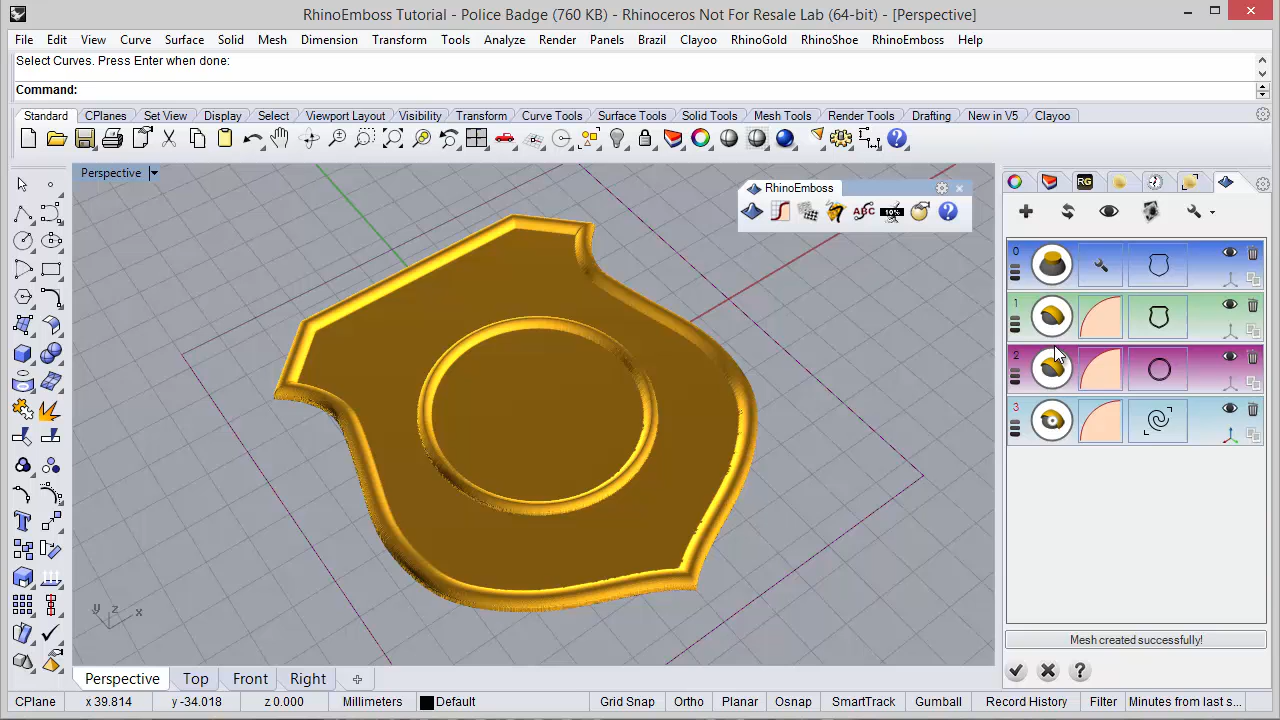 RhinoEmboss Tutorial - Police Badge (760 KB) - Rhinoceros Not For Resale Lab (64-bit) - [Perspective]
File Edit View Curve Surface Solid Mesh Dimension Transform Tools Analyze Render Panels Brazil Clayoo RhinoGold RhinoShoe RhinoEmboss Help
Select Curves. Press Enter when done:
Command:
Standard CPlanes Set View Display Select Viewport Layout Visibility Transform Curve Tools Surface Tools Solid Tools Mesh Tools Render Tools Drafting New in V5 Clayoo
Perspective
RhinoEmboss
RG
ABC
10%
0
1
2
3
y z x
Mesh created successfully!
Perspective Top Front Right
CPlane x 39.814 y -34.018 z 0.000 Millimeters Default Grid Snap Ortho Planar Osnap SmartTrack Gumball Record History Filter Minutes from last s...